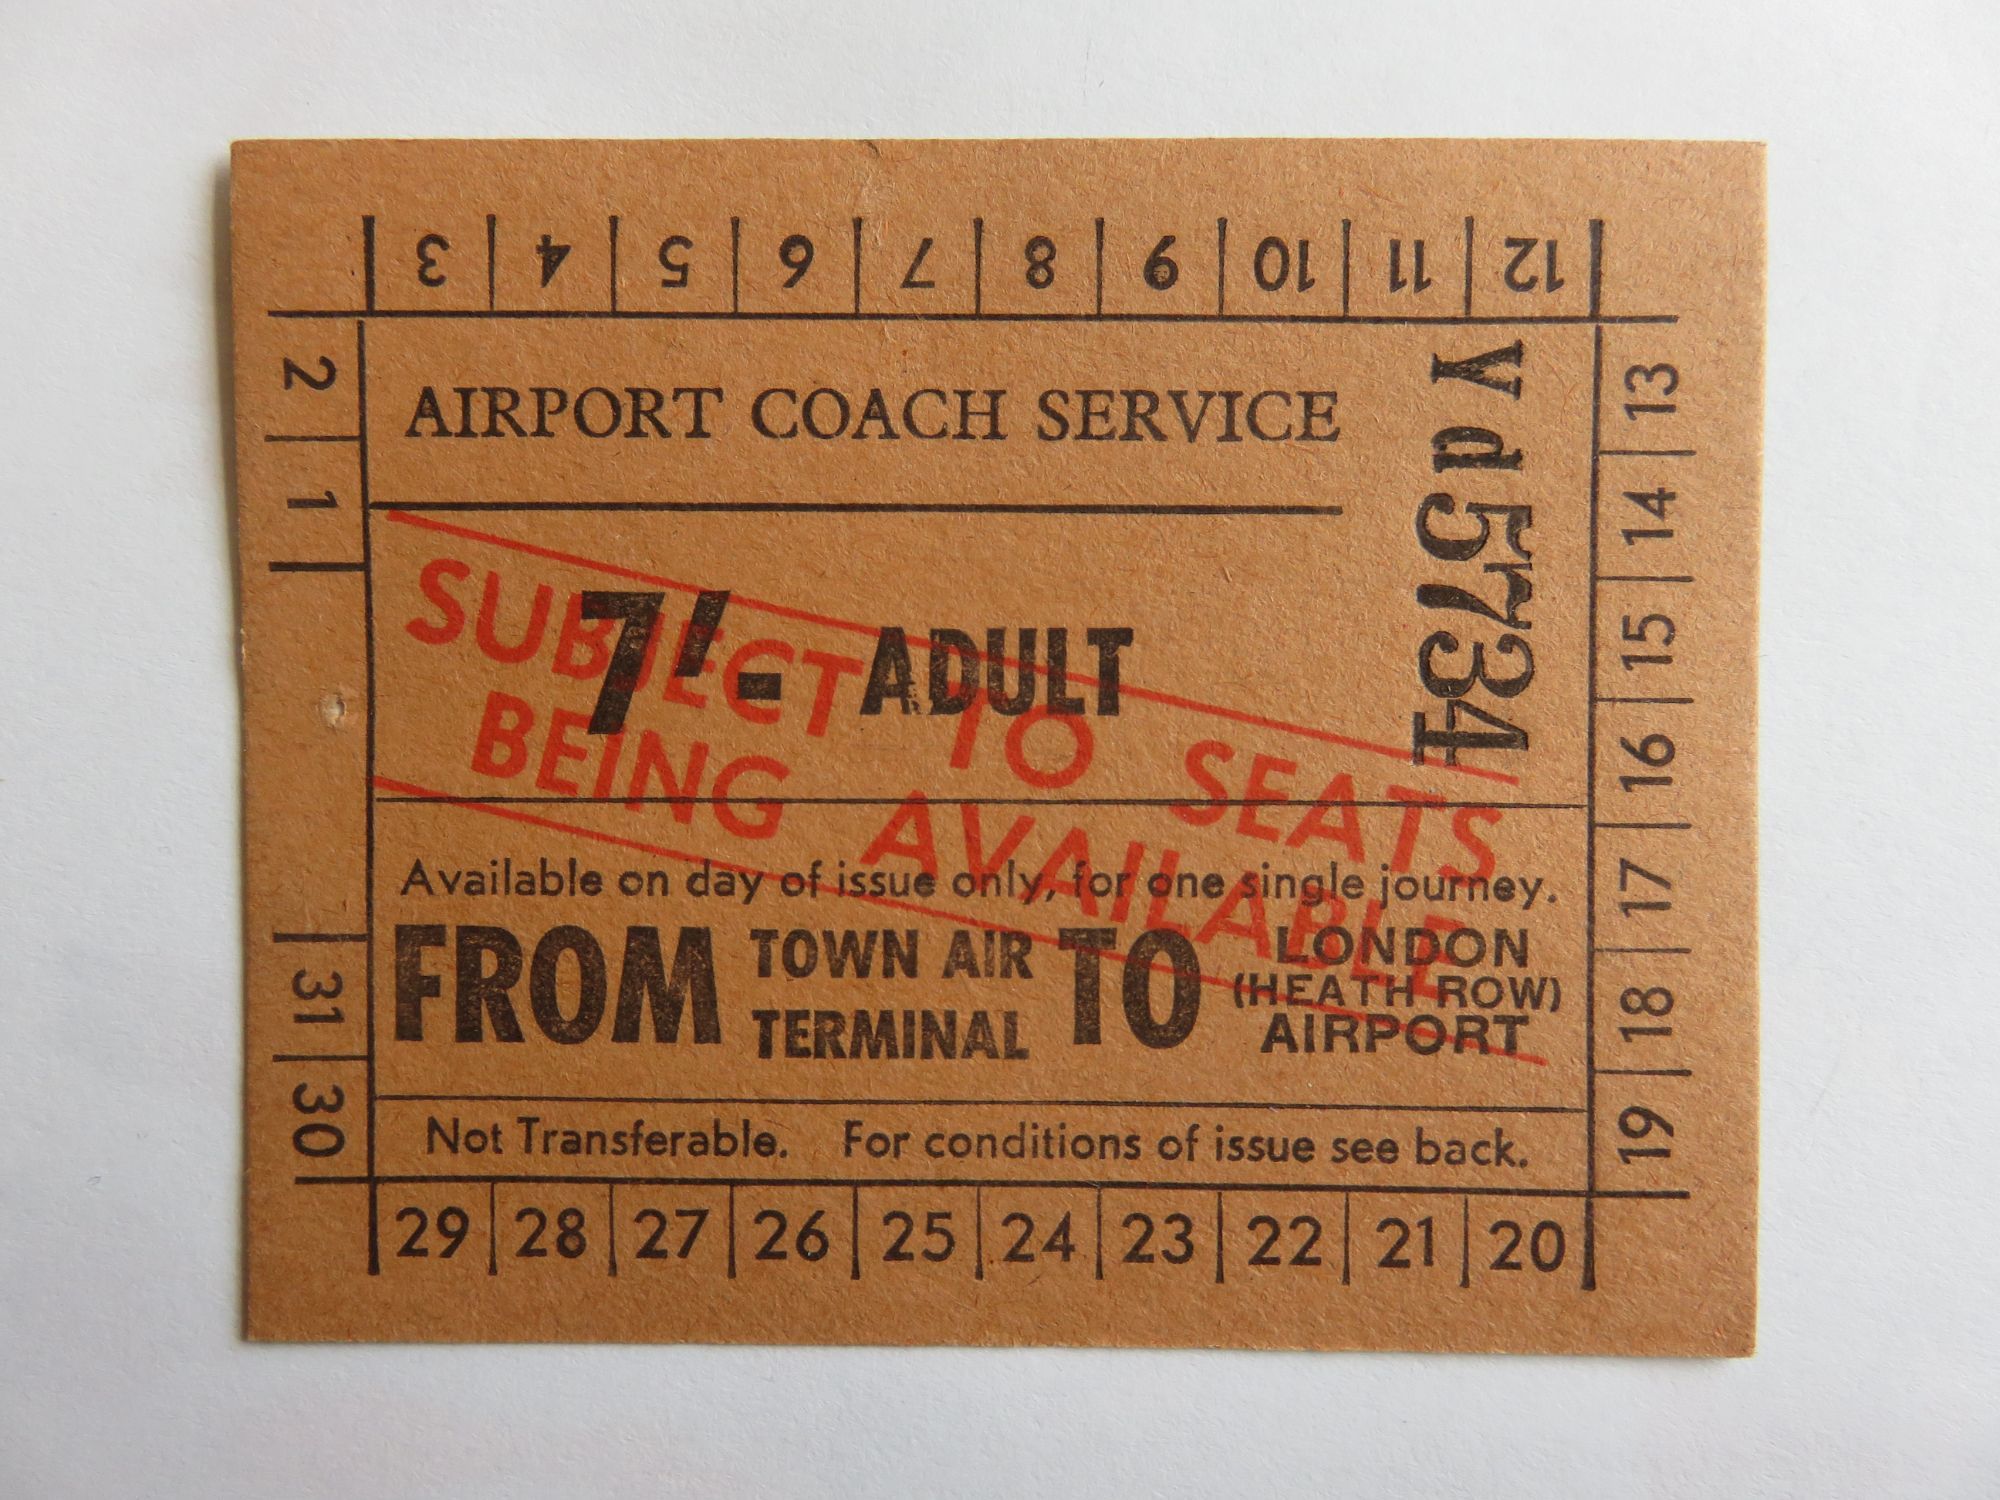 3 4 5 6 7 8 9 10 11 12
2
1
AIRPORT COACH SERVICE
Vd5734
7/- ADULT
SUBJECT TO SEATS
BEING AVAILABLE
Available on day of issue only, for one single journey.
FROM TOWN AIR TERMINAL TO LONDON (HEATH ROW) AIRPORT
Not Transferable. For conditions of issue see back.
13
14
15
16
17
18
19
31
30
29 28 27 26 25 24 23 22 21 20